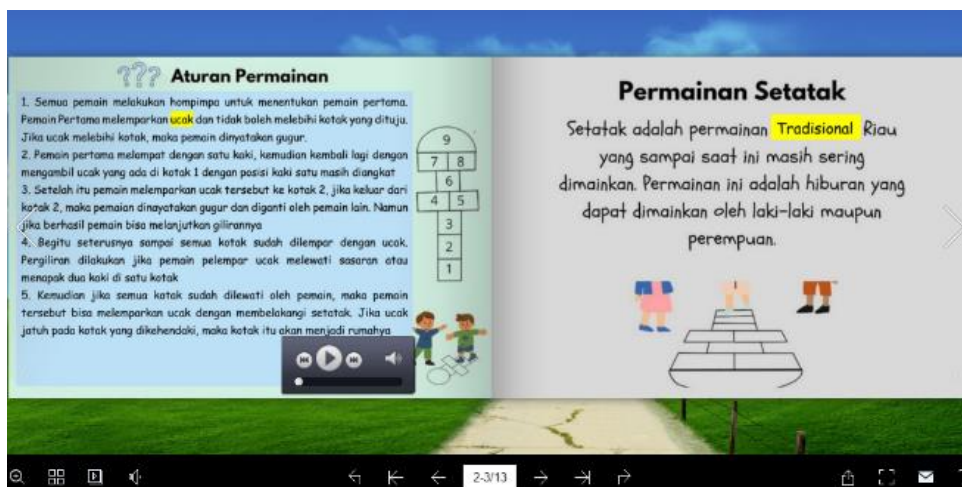 ??? Aturan Permainan
1. Semua pemain melakukan hompimpa untuk menentukan pemain pertama.
Pemain Pertama melemparkan ucak dan tidak boleh melebihi kotak yang dituju.
Jika ucak melebihi kotak, maka pemain dinyatakan gugur.
2. Pemain pertama melompat dengan satu kaki, kemudian kembali lagi dengan
mengambil ucak yang ada di kotak 1 dengan posisi kaki satu masih diangkat
3. Setelah itu pemain melemparkan ucak tersebut ke kotak 2, jika keluar dari
kotak 2, maka pemaian dinayatakan gugur dan diganti oleh pemain lain. Namun
jika berhasil pemain bisa melanjutkan gilirannya
4. Begitu seterusnya sampai semua kotak sudah dilempar dengan ucak.
Pergiliran dilakukan jika pemain pelempar ucak melewati sasaran atau
menapak dua kaki di satu kotak
5. Kemudian jika semua kotak sudah dilewati oleh pemain, maka pemain
tersebut bisa melemparkan ucak dengan membelakangi setatak. Jika ucak
jatuh pada kotak yang dikehendaki, maka kotak itu akan menjadi rumahya
9
7 8
6
4 5
3
2
1
Permainan Setatak
Setatak adalah permainan Tradisional Riau
yang sampai saat ini masih sering
dimainkan. Permainan ini adalah hiburan yang
dapat dimainkan oleh laki-laki maupun
perempuan.
2-3/13